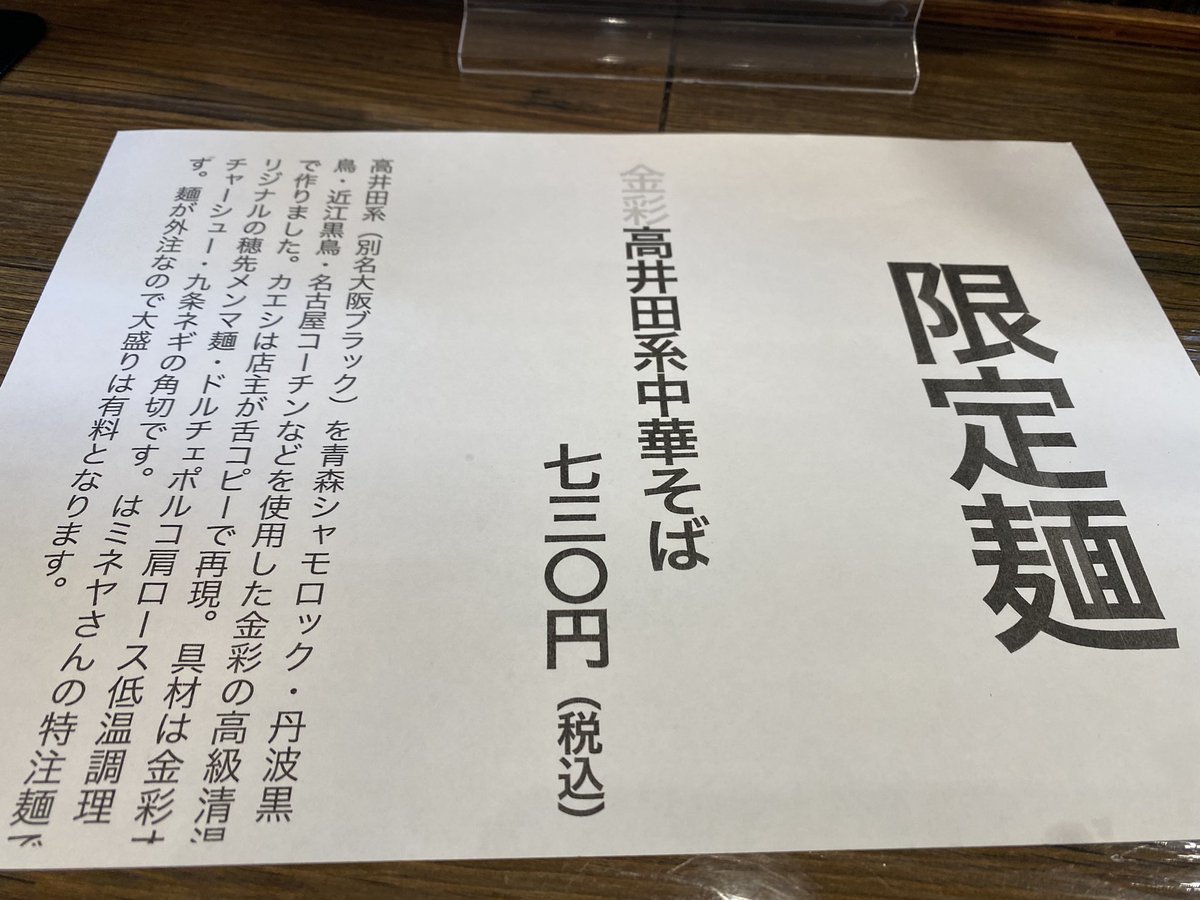 限定麺
金彩高井田系中華そば
七三〇円（税込）
高井田系（別名大阪ブラック）を青森シャモロック・丹波黒
鳥・近江黒鳥・名古屋コーチンなどを使用した金彩の高級清湯
で作りました。カエシは店主が舌コピーで再現。具材は金彩オ
リジナルの穂先メンマ麺・ドルチェポルコ肩ロース低温調理
チャーシュー・九条ネギの角切です。はミネヤさんの特注麺で
す。麺が外注なので大盛りは有料となります。